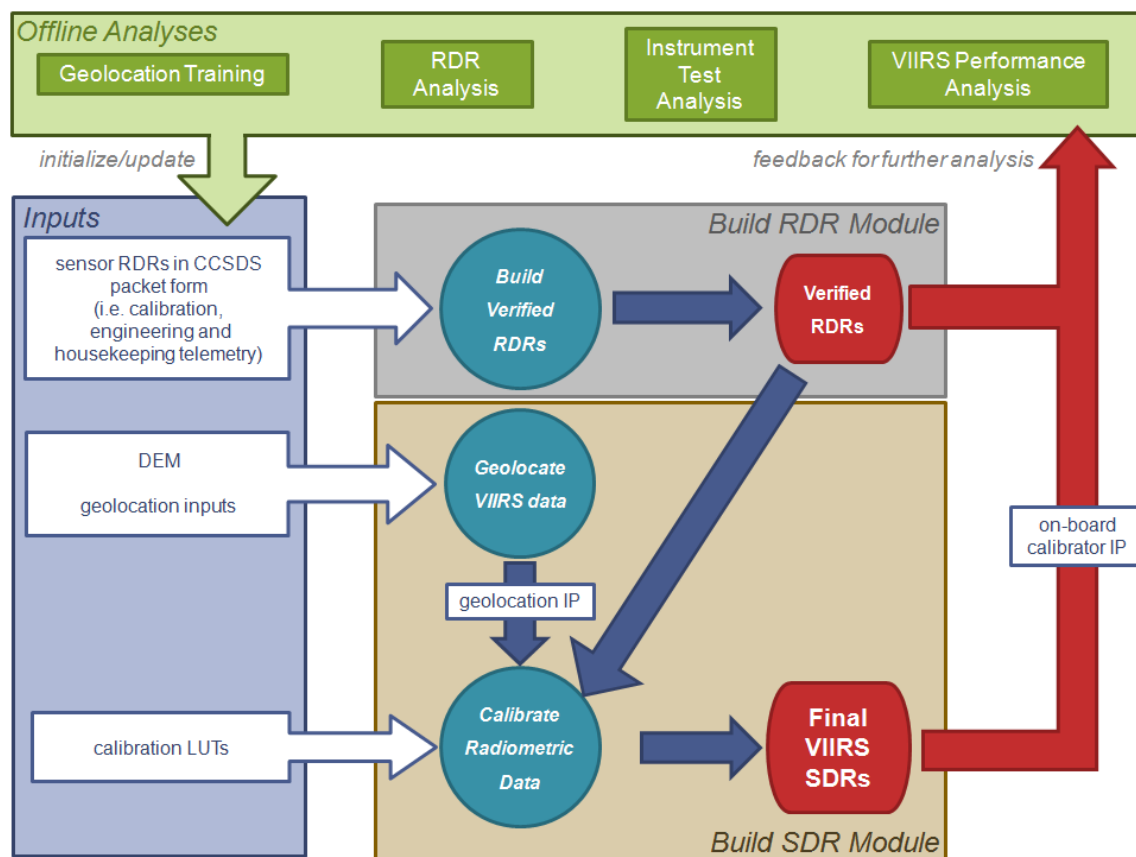 Offline Analyses
Geolocation Training
RDR
Analysis
Instrument
Test
Analysis
VIIRS Performance
Analysis
initialize/update
feedback for further analysis
Inputs
sensor RDRs in CCSDS
packet form
(i.e. calibration,
engineering and
housekeeping telemetry)
Build RDR Module
Build
Verified
RDRs
Verified
RDRs
DEM
geolocation inputs
Geolocate
VIIRS data
on-board
calibrator IP
geolocation IP
calibration LUTs
Calibrate
Radiometric
Data
Final
VIIRS
SDRs
Build SDR Module